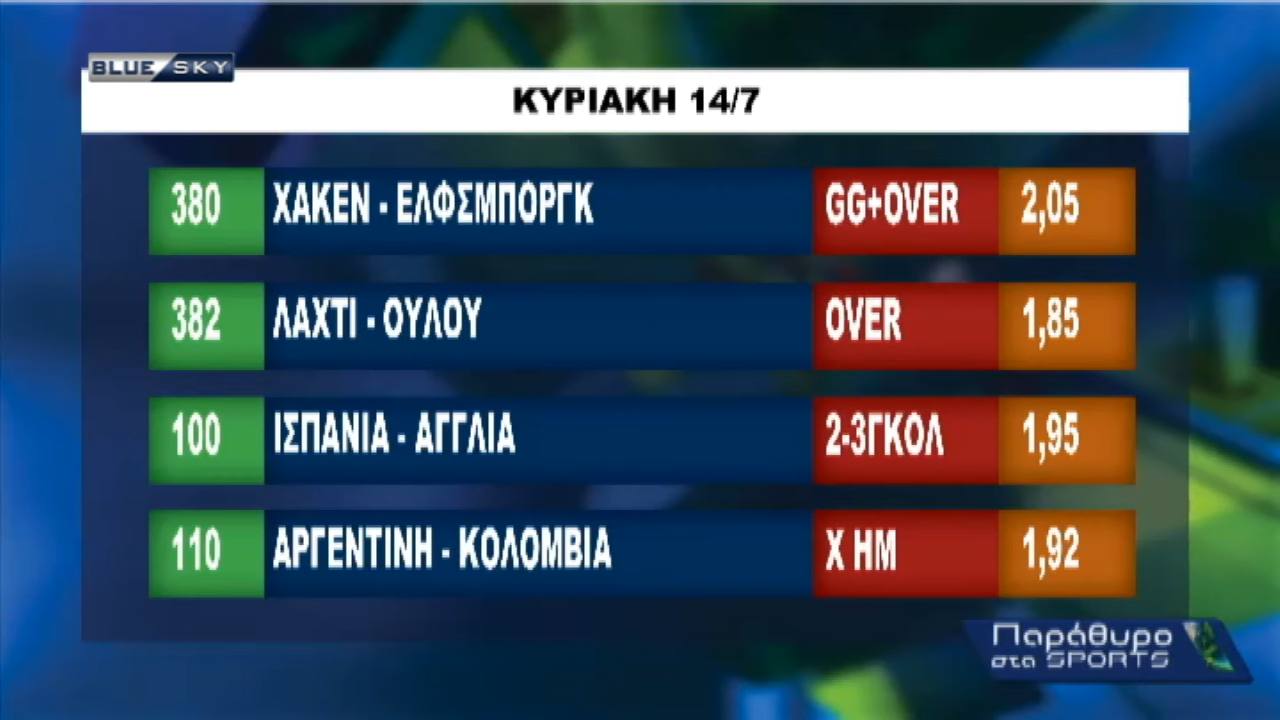 BLUE SKY
ΚΥΡΙΑΚΗ 14/7
380 ΧΑΚΕΝ - ΕΛΦΣΜΠΟΡΓΚ GG+OVER 2,05
382 ΛΑΧΤΙ - ΟΥΛΟΥ OVER 1,85
100 ΙΣΠΑΝΙΑ - ΑΓΓΛΙΑ 2-3ΓΚΟΛ 1,95
110 ΑΡΓΕΝΤΙΝΗ - ΚΟΛΟΜΒΙΑ Χ ΗΜ 1,92
Παράθυρο
στα SPORTS